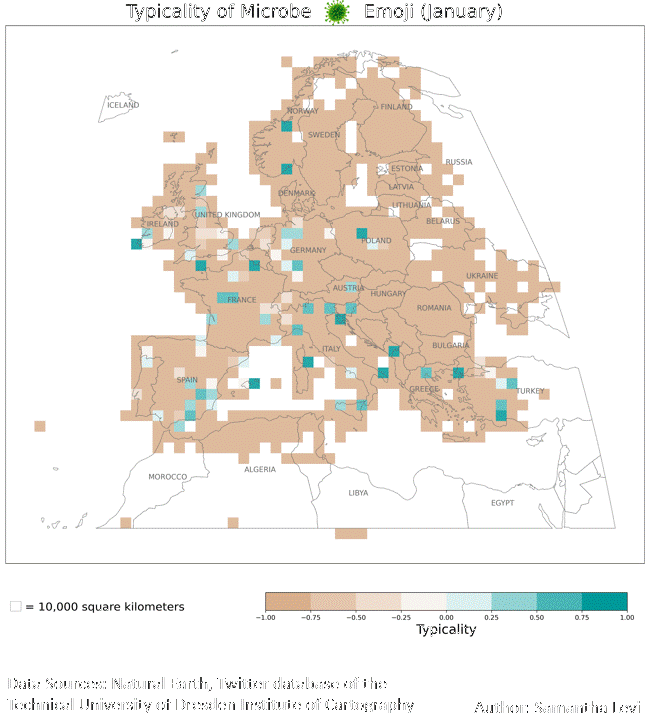 Typicality of Microbe Emoji (January)
ICELAND
NORWAY
FINLAND
SWEDEN
RUSSIA
ESTONIA
LATVIA
DENMARK
LITHUANIA
UNITED KINGDOM
IRELAND
BELARUS
POLAND
GERMANY
UKRAINE
AUSTRIA
HUNGARY
FRANCE
ROMANIA
ITALY
BULGARIA
SPAIN
GREECE
TURKEY
MOROCCO
ALGERIA
LIBYA
EGYPT
= 10,000 square kilometers
−1.00 −0.75 −0.50 −0.25 0.00 0.25 0.50 0.75 1.00
Typicality
Data Sources: Natural Earth, Twitter database of the
Technical University of Dresden Institute of Cartography
Author: Samantha Levi